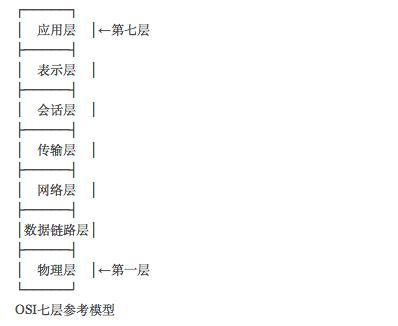 应用层 ←第七层
表示层
会话层
传输层
网络层
数据链路层
物理层 ←第一层
OSI七层参考模型